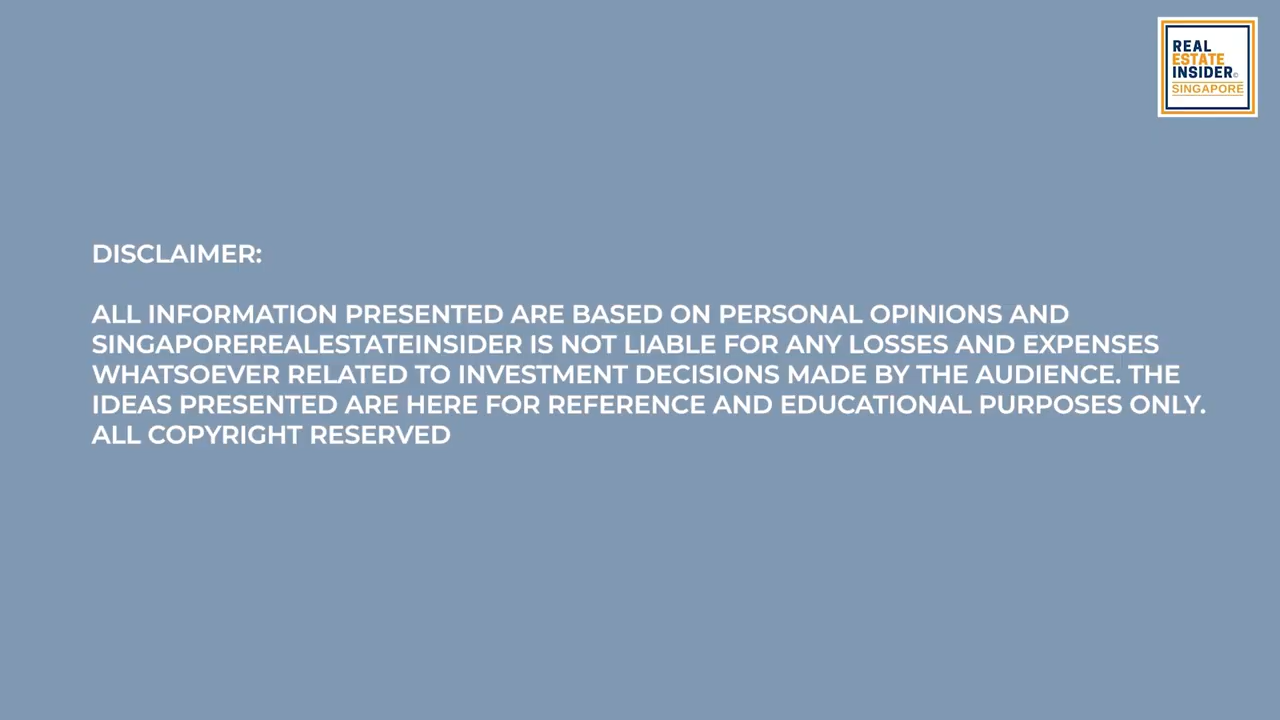 REAL
ESTATE
INSIDER©
SINGAPORE
DISCLAIMER:
ALL INFORMATION PRESENTED ARE BASED ON PERSONAL OPINIONS AND
SINGAPOREREALESTATEINSIDER IS NOT LIABLE FOR ANY LOSSES AND EXPENSES
WHATSOEVER RELATED TO INVESTMENT DECISIONS MADE BY THE AUDIENCE. THE
IDEAS PRESENTED ARE HERE FOR REFERENCE AND EDUCATIONAL PURPOSES ONLY.
ALL COPYRIGHT RESERVED